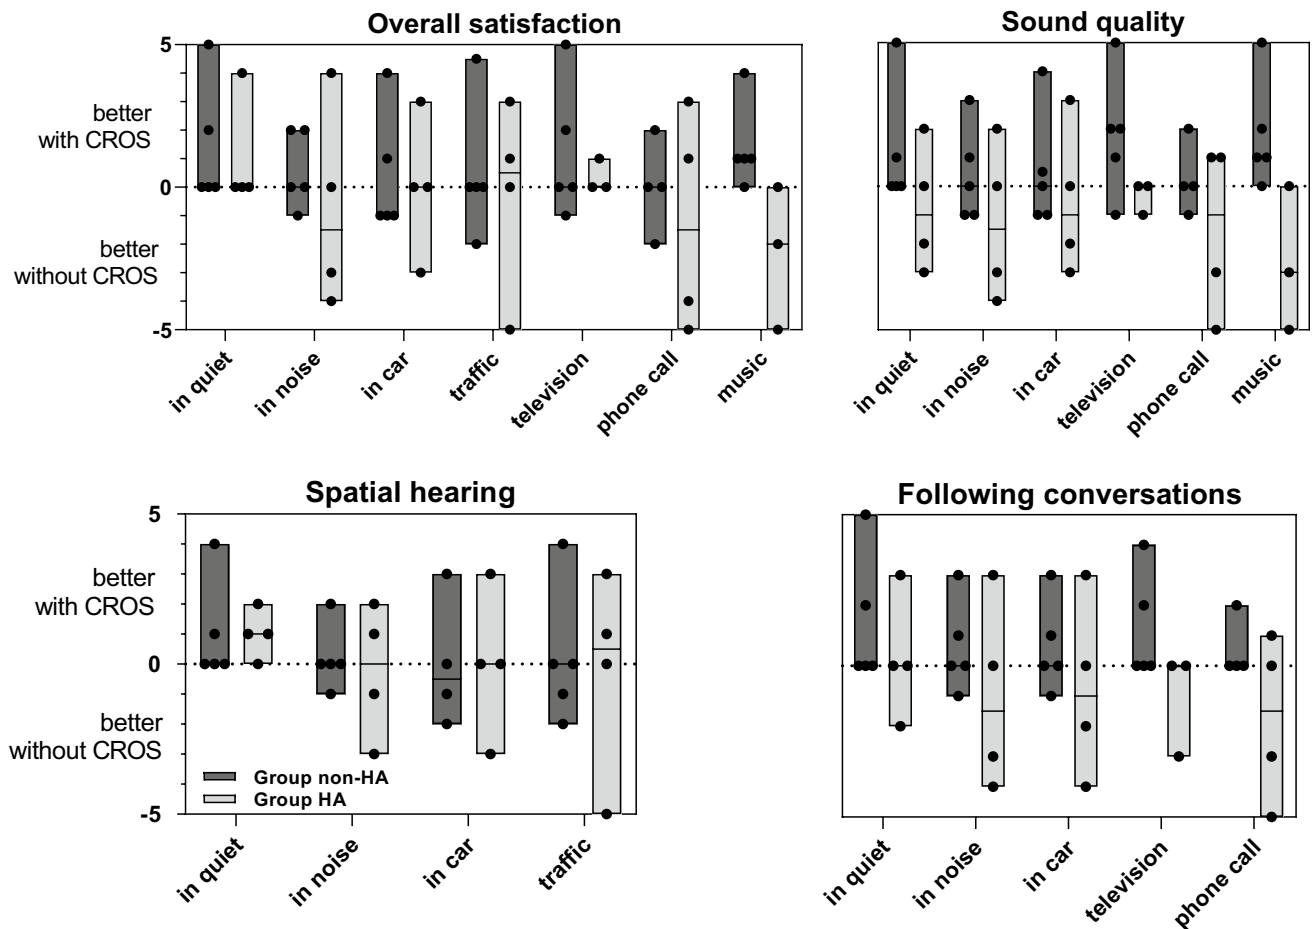 Overall satisfaction
5
better
with CROS
0
better
without CROS
-5
in quiet
in noise
in car
traffic
television
phone call
music
Sound quality
in quiet
in noise
in car
television
phone call
music
Spatial hearing
5
better
with CROS
0
better
without CROS
-5
Group non-HA
Group HA
in quiet
in noise
in car
traffic
Following conversations
in quiet
in noise
in car
television
phone call